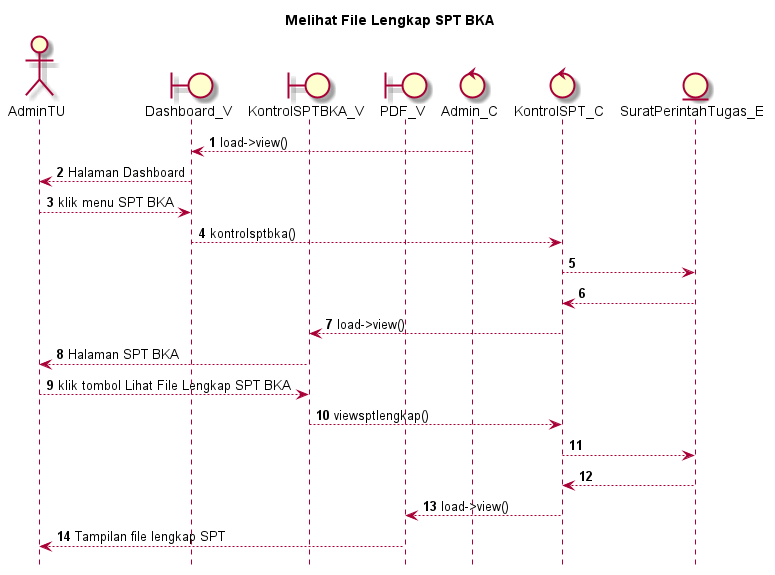 Melihat File Lengkap SPT BKA
AdminTU
Dashboard_V
KontrolSPTBKA_V
PDF_V
Admin_C
KontrolSPT_C
SuratPerintahTugas_E
1 load->view()
2 Halaman Dashboard
3 klik menu SPT BKA
4 kontrolsptbka()
5
6
7 load->view()
8 Halaman SPT BKA
9 klik tombol Lihat File Lengkap SPT BKA
10 viewsptlengkap()
11
12
13 load->view()
14 Tampilan file lengkap SPT